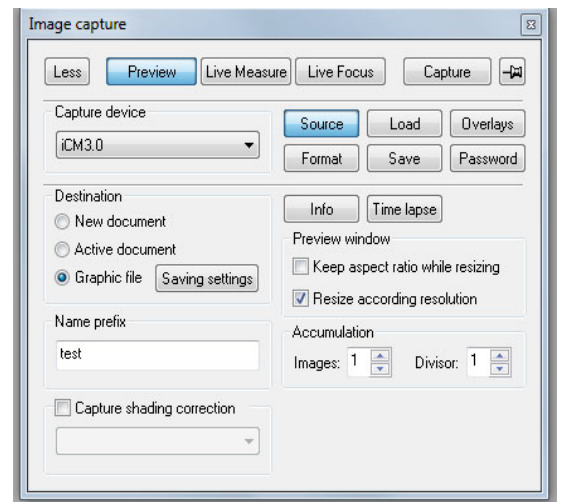 Image capture
Less Preview Live Measure Live Focus Capture
Capture device
iCM3.0
Source Load Overlays
Format Save Password
Destination
New document
Active document
Graphic file Saving settings
Info Time lapse
Preview window
Keep aspect ratio while resizing
Resize according resolution
Name prefix
test
Accumulation
Images: 1 Divisor: 1
Capture shading correction